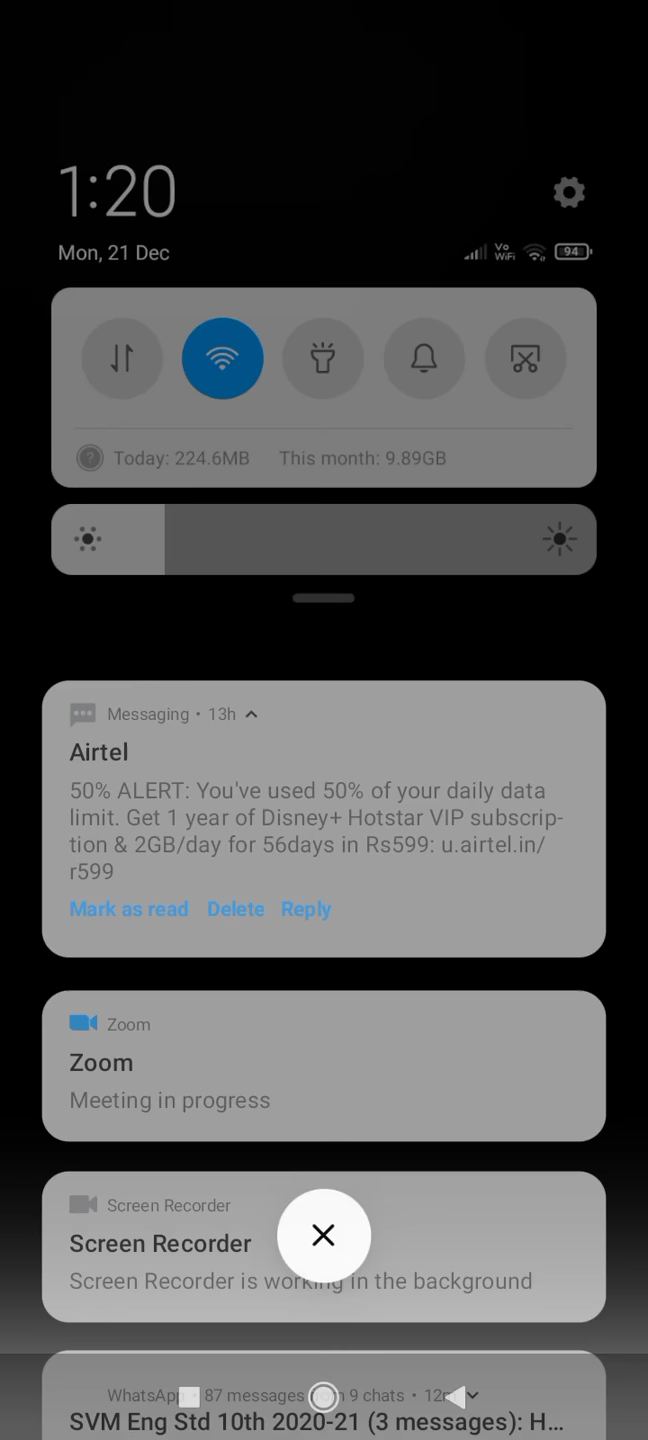 1:20
Mon, 21 Dec
Vo
WiFi
94
Today: 224.6MB This month: 9.89GB
Messaging • 13h
Airtel
50% ALERT: You've used 50% of your daily data
limit. Get 1 year of Disney+ Hotstar VIP subscrip-
tion & 2GB/day for 56days in Rs599: u.airtel.in/
r599
Mark as read Delete Reply
Zoom
Zoom
Meeting in progress
Screen Recorder
Screen Recorder
Screen Recorder is working in the background
WhatsApp • 87 messages from 9 chats • 12m
SVM Eng Std 10th 2020-21 (3 messages): H...